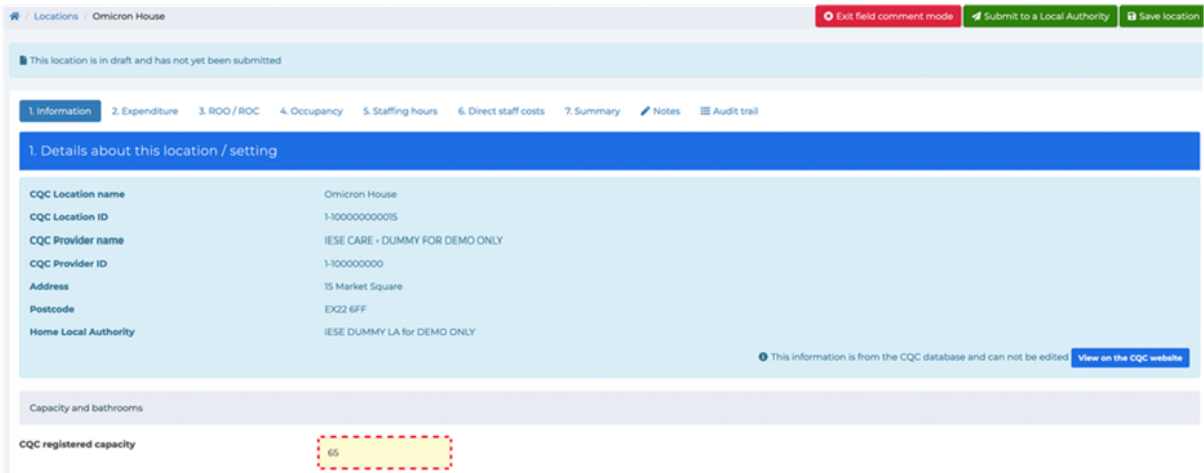 / Locations / Omicron House Exit field comment mode Submit to a Local Authority Save location
This location is in draft and has not yet been submitted
1. Information 2. Expenditure 3. ROO / ROC 4. Occupancy 5. Staffing hours 6. Direct staff costs 7. Summary Notes Audit trail
1. Details about this location / setting
CQC Location name Omicron House
CQC Location ID 1-100000000015
CQC Provider name IESE CARE - DUMMY FOR DEMO ONLY
CQC Provider ID 1-100000000
Address 15 Market Square
Postcode EX22 6FF
Home Local Authority iESE DUMMY LA for DEMO ONLY
This information is from the CQC database and can not be edited View on the CQC website
Capacity and bathrooms
CQC registered capacity 65